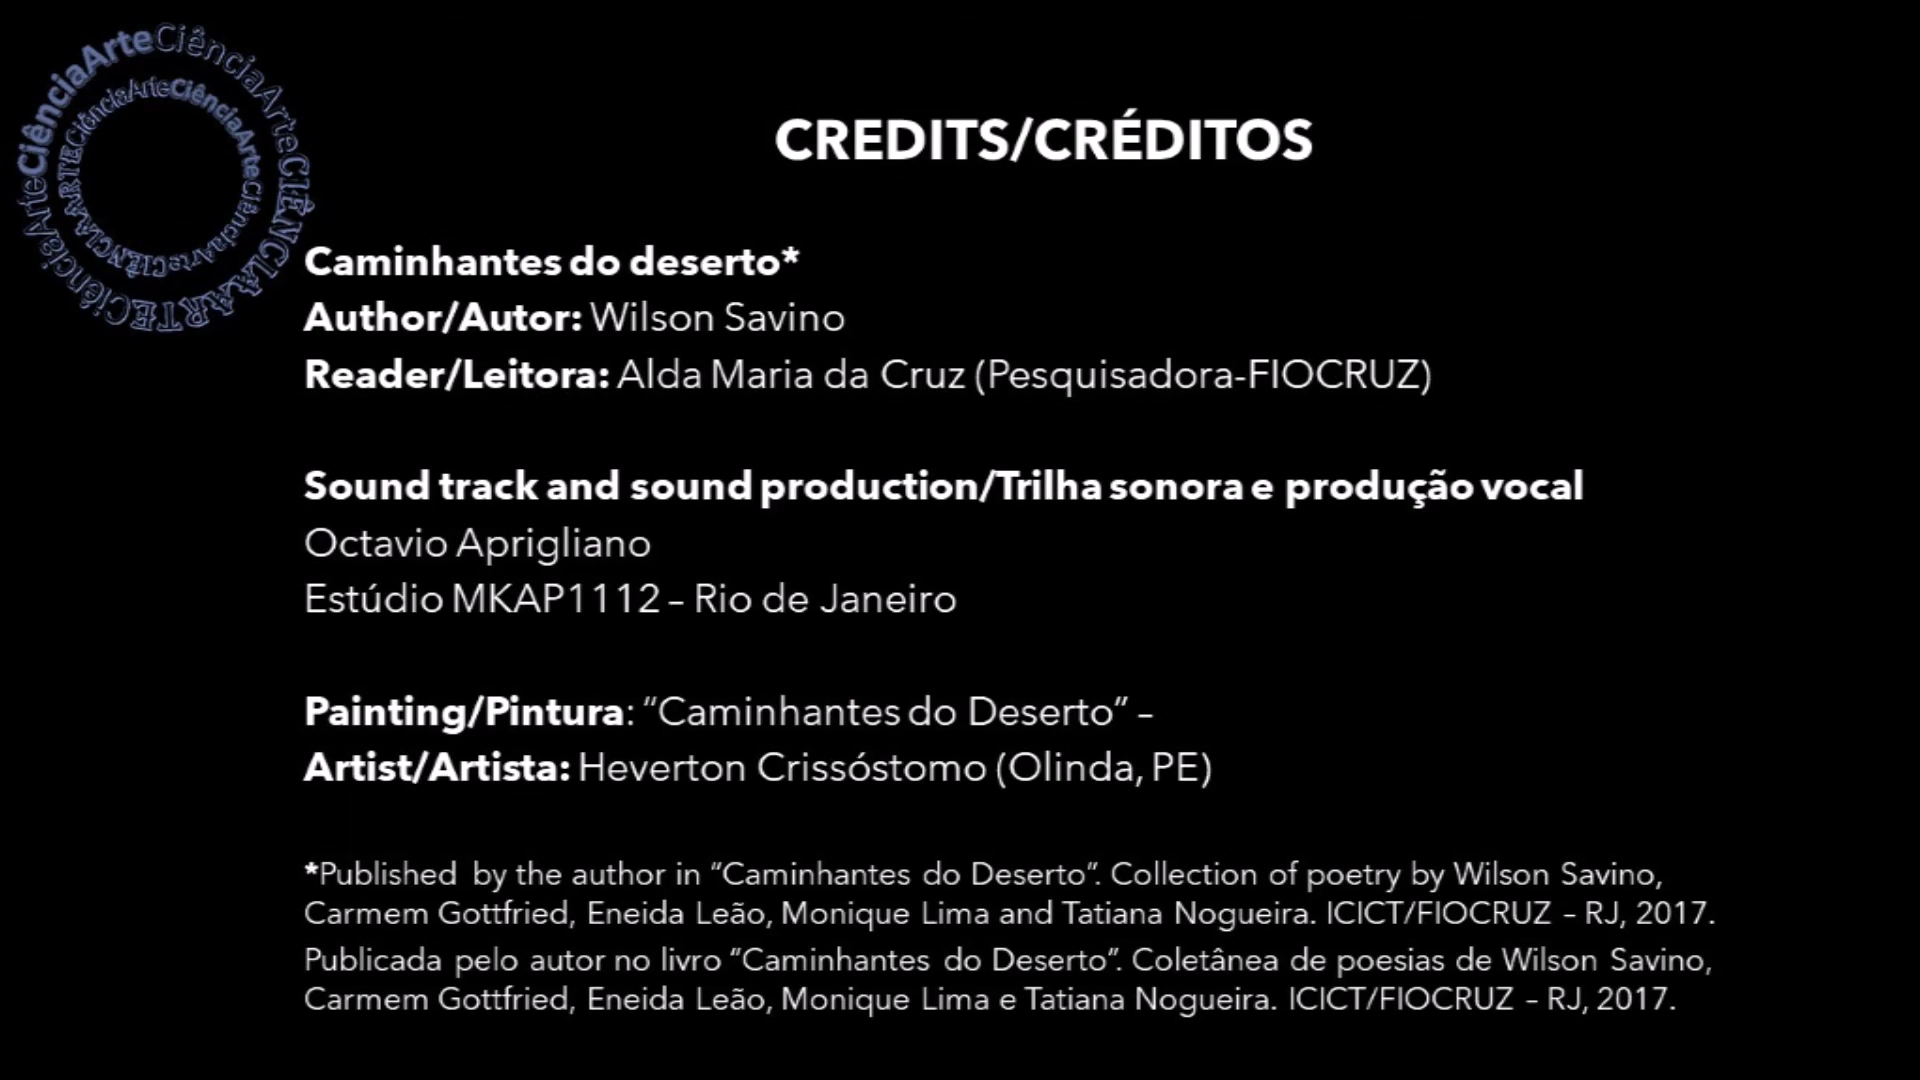 CiênciaArteCiênciaArteCIÊNCIAARTECiênciaArte
CiênciaArteCiênciaArteCiênciaArteCIÊNCIAARTE
CREDITS/CRÉDITOS
Caminhantes do deserto*
Author/Autor: Wilson Savino
Reader/Leitora: Alda Maria da Cruz (Pesquisadora-FIOCRUZ)
Sound track and sound production/Trilha sonora e produção vocal
Octavio Aprigliano
Estúdio MKAP1112 – Rio de Janeiro
Painting/Pintura: “Caminhantes do Deserto” –
Artist/Artista: Heverton Crissóstomo (Olinda, PE)
*Published by the author in “Caminhantes do Deserto”. Collection of poetry by Wilson Savino,
Carmem Gottfried, Eneida Leão, Monique Lima and Tatiana Nogueira. ICICT/FIOCRUZ – RJ, 2017.
Publicada pelo autor no livro “Caminhantes do Deserto”. Coletânea de poesias de Wilson Savino,
Carmem Gottfried, Eneida Leão, Monique Lima e Tatiana Nogueira. ICICT/FIOCRUZ – RJ, 2017.